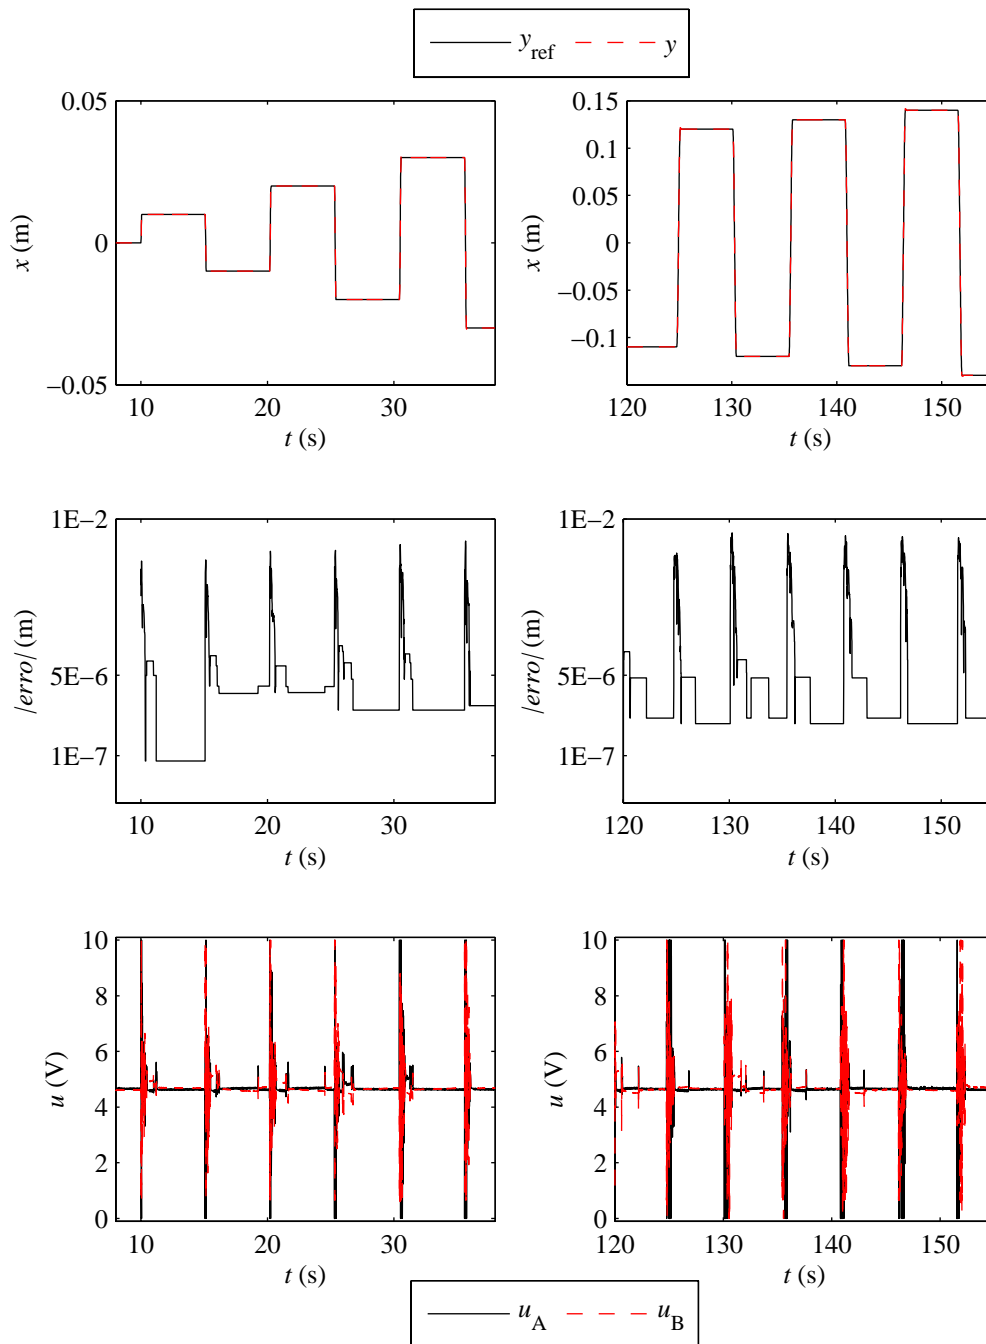 y_ref y
0.05
0
−0.05
10 20 30
x (m)
t (s)
0.15
0.1
0.05
0
−0.05
−0.1
120 130 140 150
x (m)
t (s)
1E−2
5E−6
1E−7
10 20 30
|erro| (m)
t (s)
1E−2
5E−6
1E−7
120 130 140 150
|erro| (m)
t (s)
10
8
6
4
2
0
10 20 30
u (V)
t (s)
10
8
6
4
2
0
120 130 140 150
u (V)
t (s)
u_A u_B